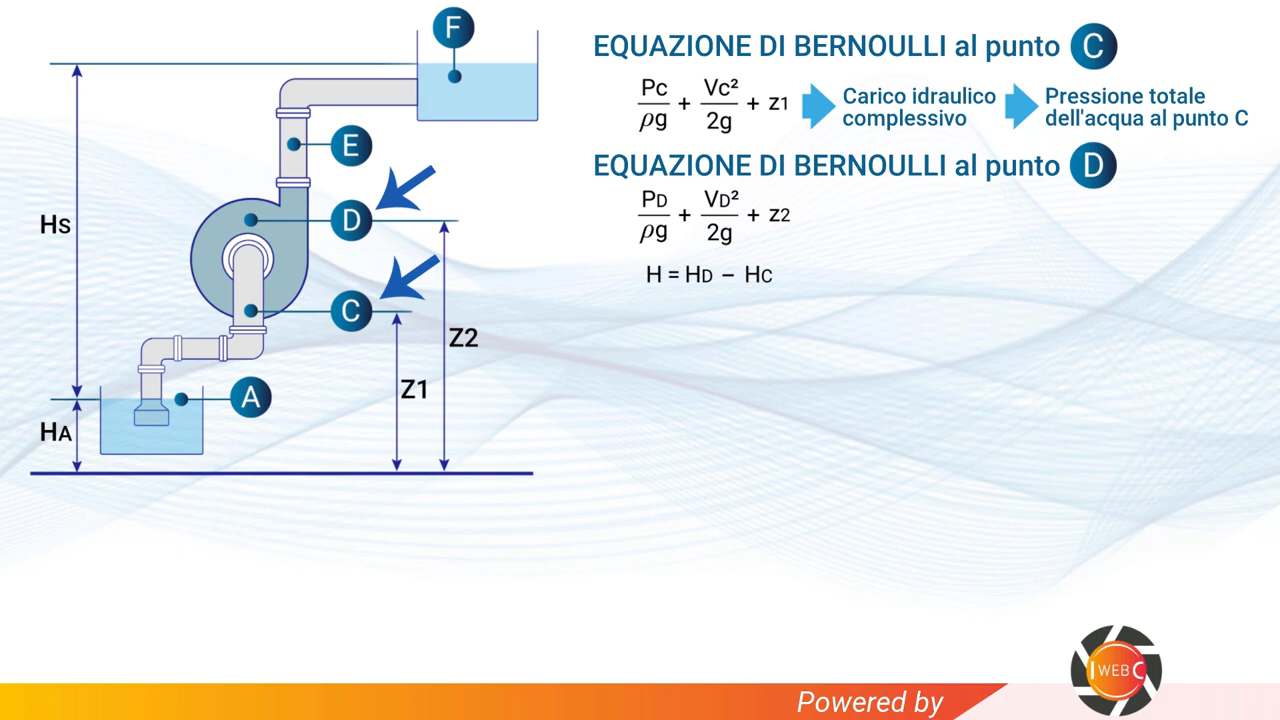 F
EQUAZIONE DI BERNOULLI al punto C
Pc/ρg + Vc²/2g + z1
Carico idraulico
complessivo
Pressione totale
dell'acqua al punto C
E
EQUAZIONE DI BERNOULLI al punto D
PD/ρg + VD²/2g + z2
HS
D
H = HD – HC
C
Z2
Z1
A
HA
I WEB C
Powered by